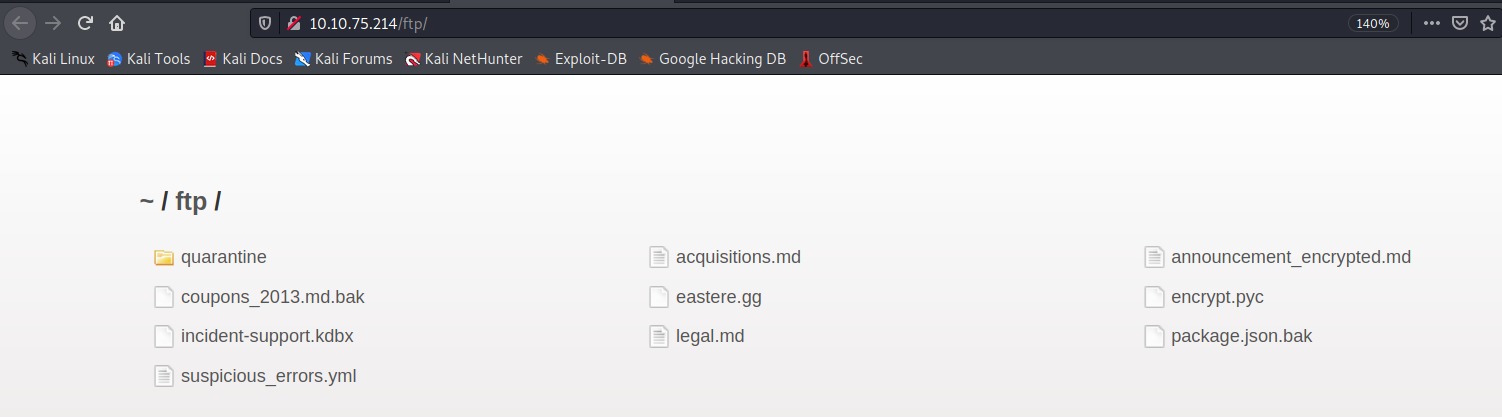 10.10.75.214/ftp/ 140%
Kali Linux Kali Tools Kali Docs Kali Forums Kali NetHunter Exploit-DB Google Hacking DB OffSec
~ / ftp /
quarantine acquisitions.md announcement_encrypted.md
coupons_2013.md.bak eastere.gg encrypt.pyc
incident-support.kdbx legal.md package.json.bak
suspicious_errors.yml